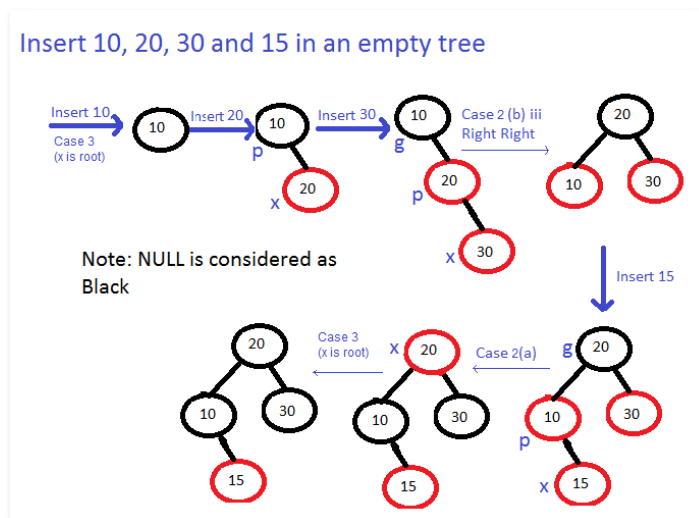 Insert 10, 20, 30 and 15 in an empty tree
Insert 10
Case 3
(x is root)
10
Insert 20
10
p
20
x
Insert 30
10
g
20
p
30
x
Case 2 (b) iii
Right Right
20
10
30
Note: NULL is considered as
Black
Insert 15
g
20
10
30
p
x
15
Case 2(a)
x
20
10
30
15
Case 3
(x is root)
20
10
30
15